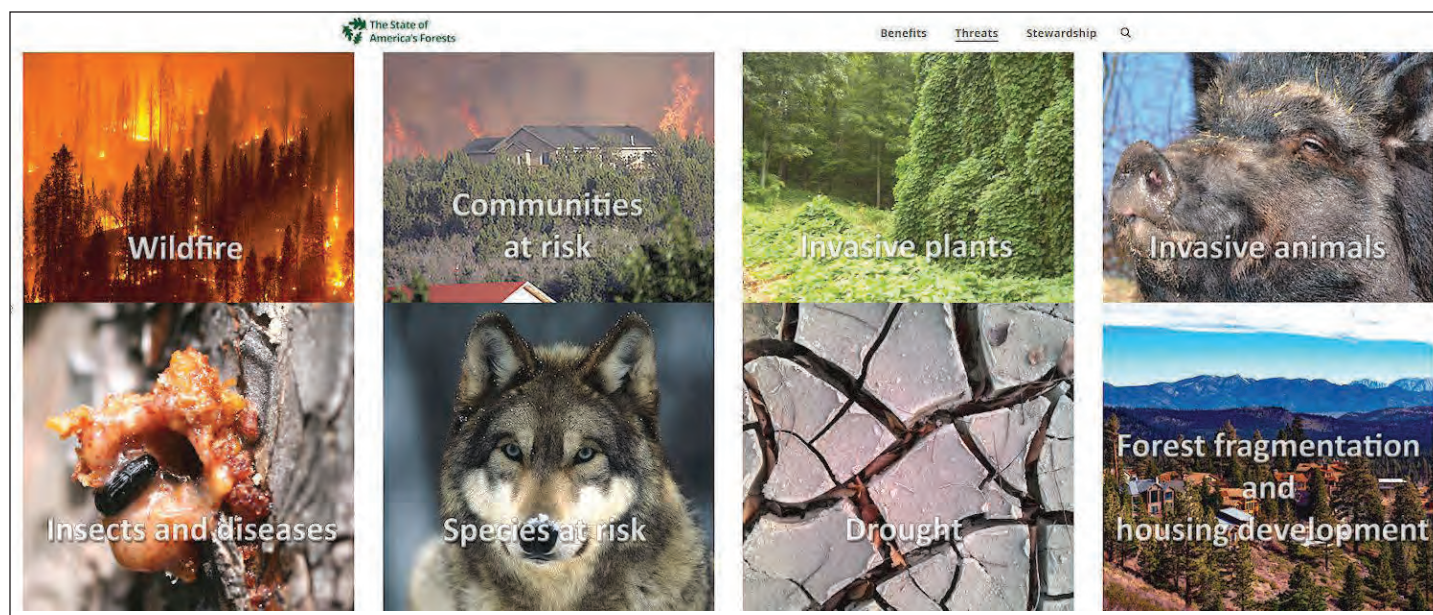 The State of
America's Forests
Benefits
Threats
Stewardship
Wildfire
Communities
at risk
Invasive plants
Invasive animals
Insects and diseases
Species at risk
Drought
Forest fragmentation
and
housing development